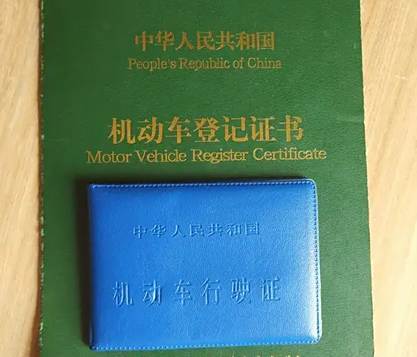 中华人民共和国
People's Republic of China
机动车登记证书
Motor Vehicle Register Certificate
中华人民共和国
机动车行驶证